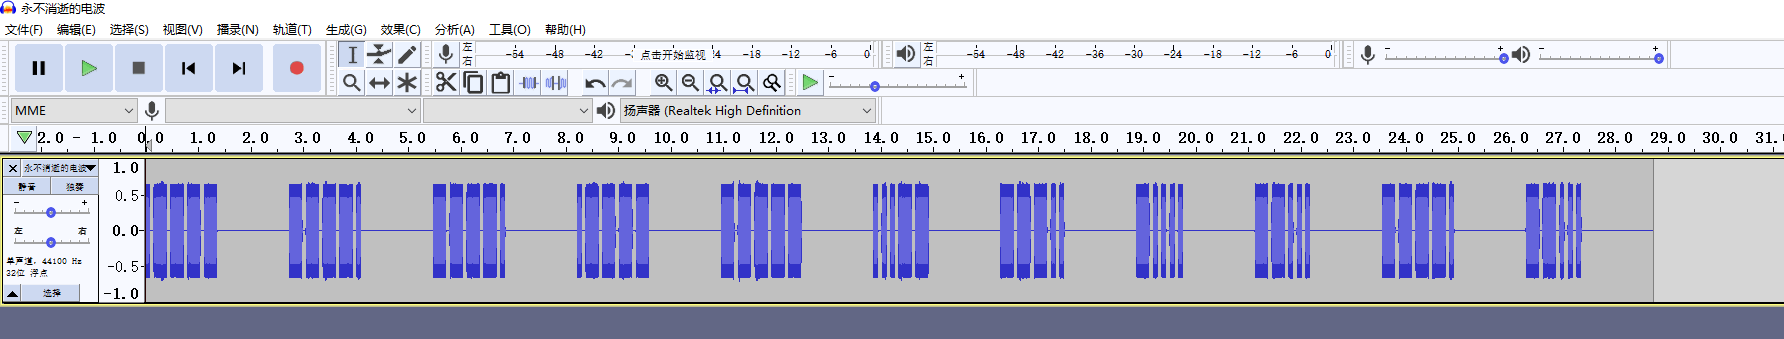 永不消逝的电波
文件(F) 编辑(E) 选择(S) 视图(V) 播录(N) 轨道(T) 生成(G) 效果(C) 分析(A) 工具(O) 帮助(H)
左 -54 -48 -42 点击开始监视 -18 -12 -6 0 左 -54 -48 -42 -36 -30 -24 -18 -12 -6 0
右 右
MME 扬声器 (Realtek High Definition
2.0 - 1.0 0.0 1.0 2.0 3.0 4.0 5.0 6.0 7.0 8.0 9.0 10.0 11.0 12.0 13.0 14.0 15.0 16.0 17.0 18.0 19.0 20.0 21.0 22.0 23.0 24.0 25.0 26.0 27.0 28.0 29.0 30.0 31.
永不消逝的电波 1.0
静音 独奏
0.5
左 右 0.0
单声道, 44100 Hz -0.5
32位 浮点
选择 -1.0